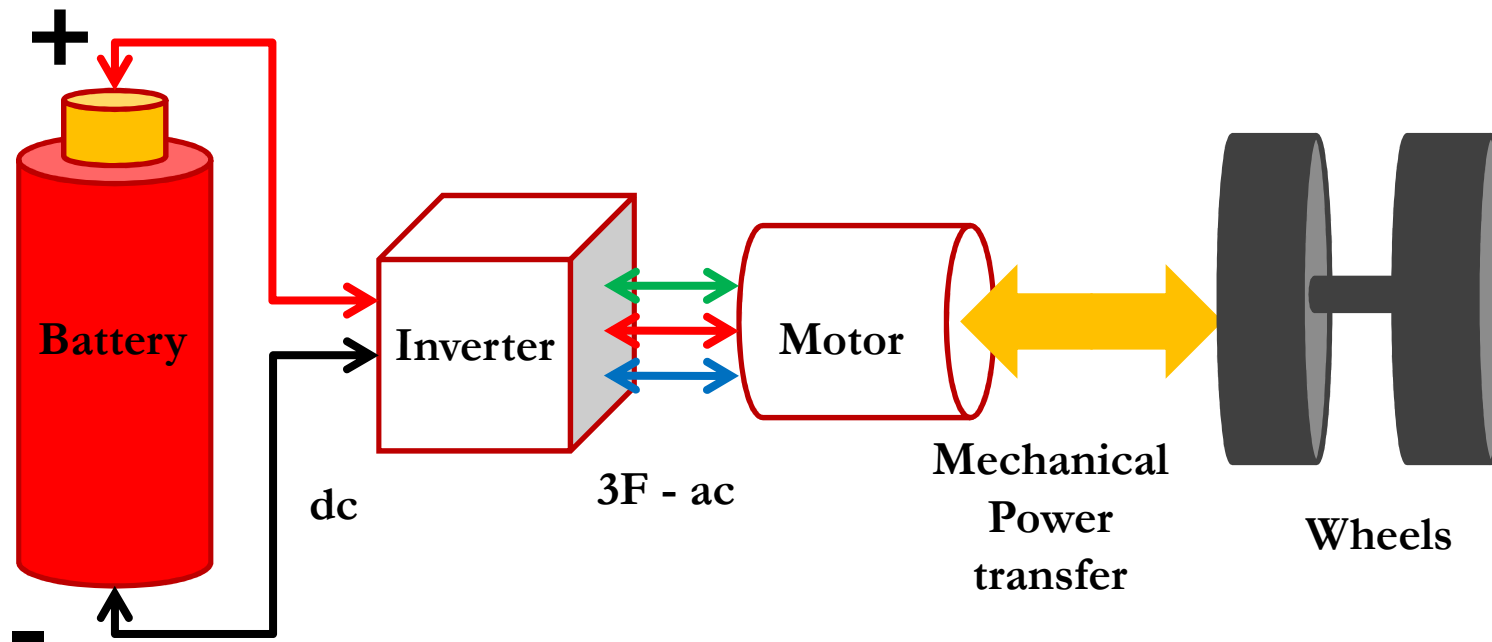 +
Battery
-
dc
Inverter
3F - ac
Motor
Mechanical
Power
transfer
Wheels